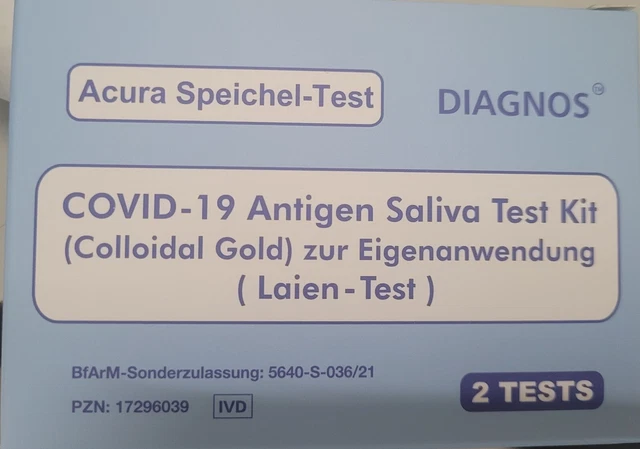 Acura Speichel-Test
DIAGNOS™
COVID-19 Antigen Saliva Test Kit
(Colloidal Gold) zur Eigenanwendung
( Laien-Test )
BfArM-Sonderzulassung: 5640-S-036/21
PZN: 17296039 IVD
2 TESTS